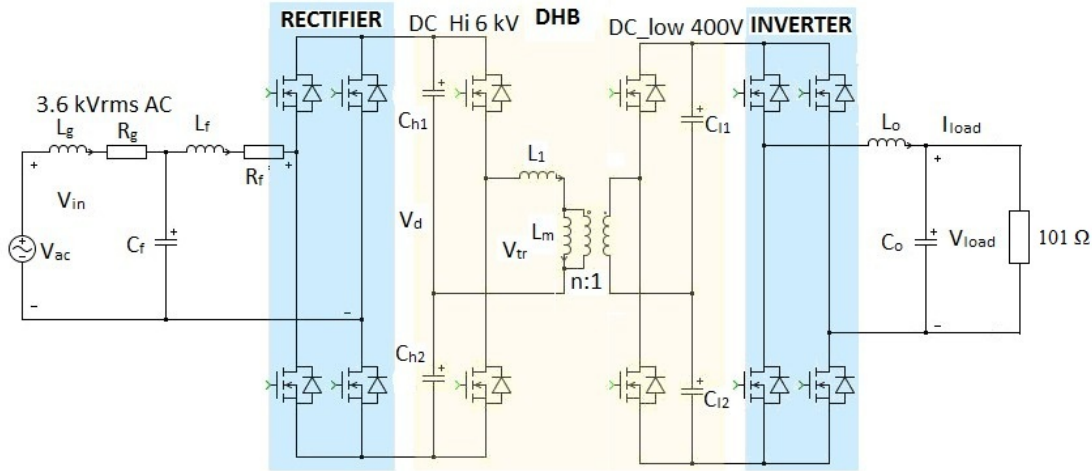 RECTIFIER
DC Hi 6 kV
DHB
DC_low 400V
INVERTER
3.6 kVrms AC
Lg
Rg
Lf
Rf
Ch1
Cl1
Lo
Iload
L1
Vin
Vac
Cf
Vd
Vtr
Lm
n:1
Co
Vload
101 Ω
Ch2
Cl2